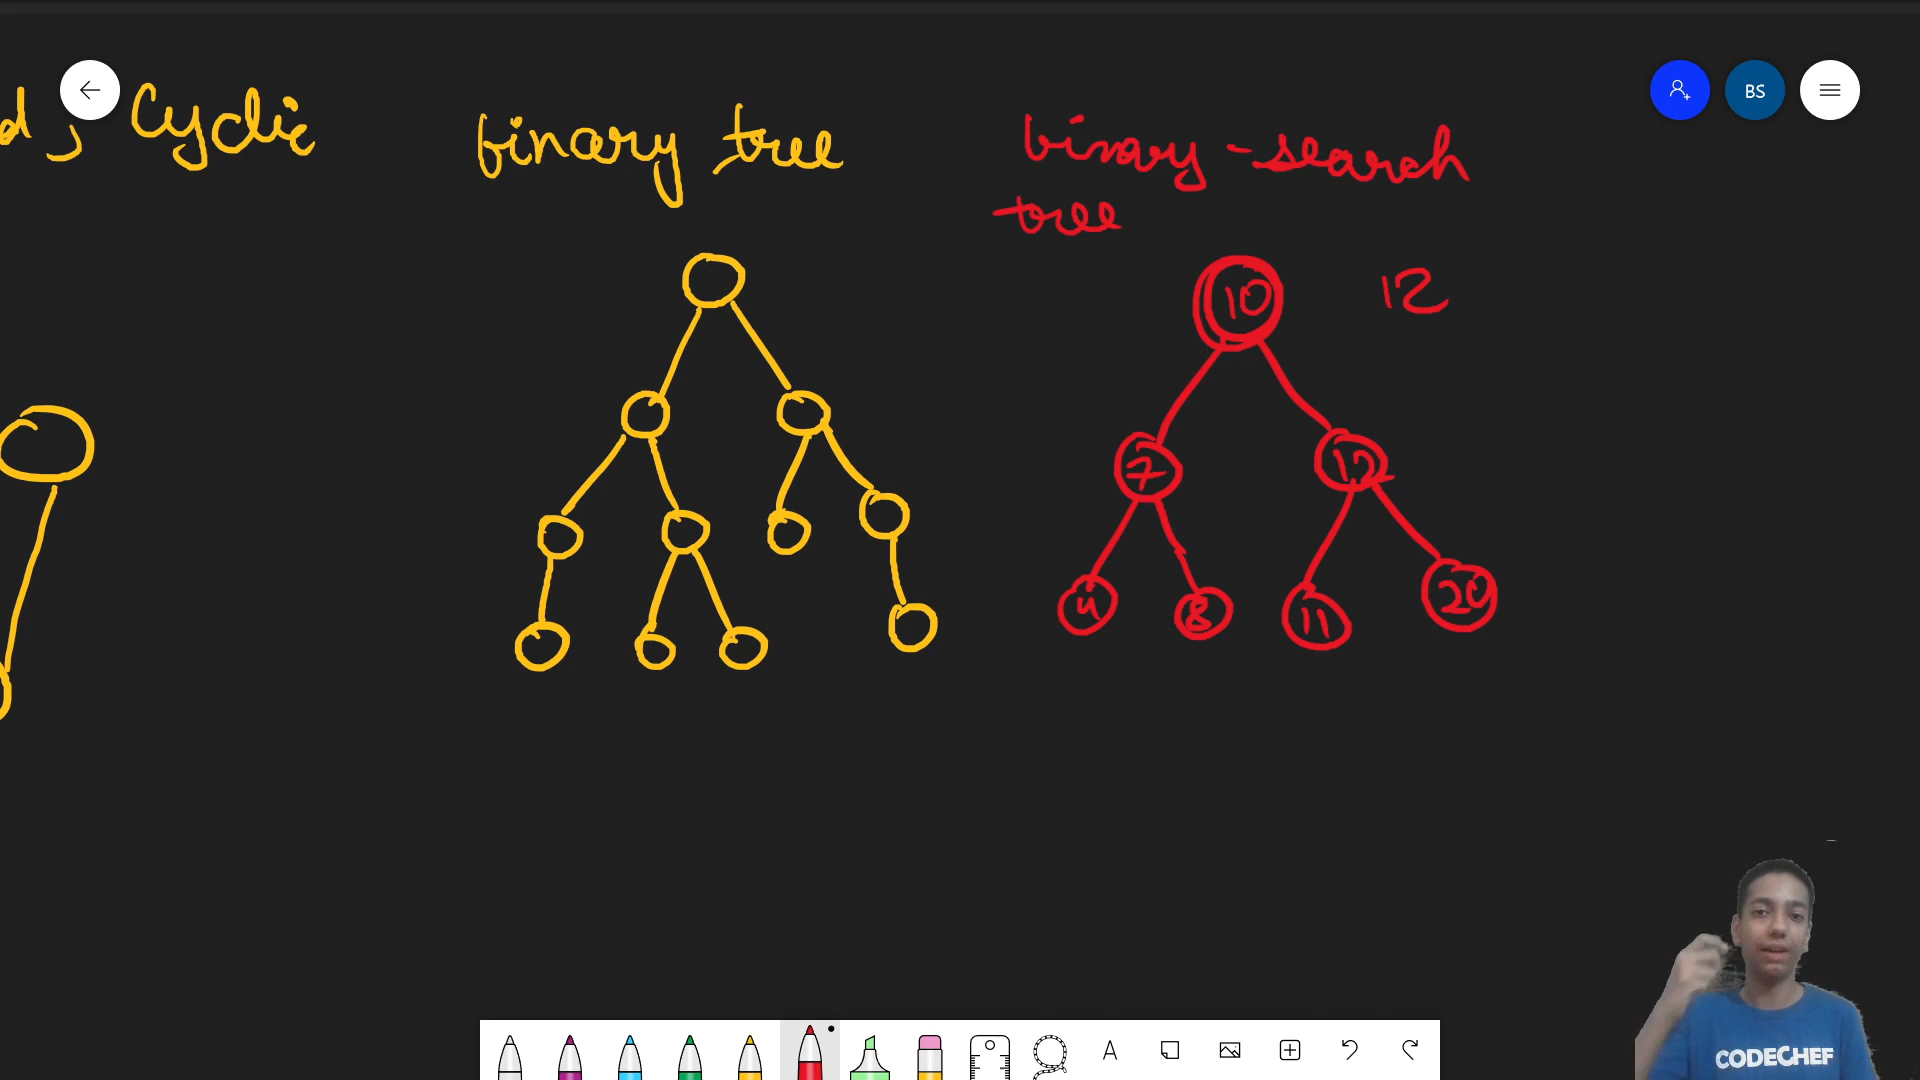 d, Cyclic
binary tree
binary-search
tree
BS
10
12
7
12
4
8
11
20
A
CODECHEF